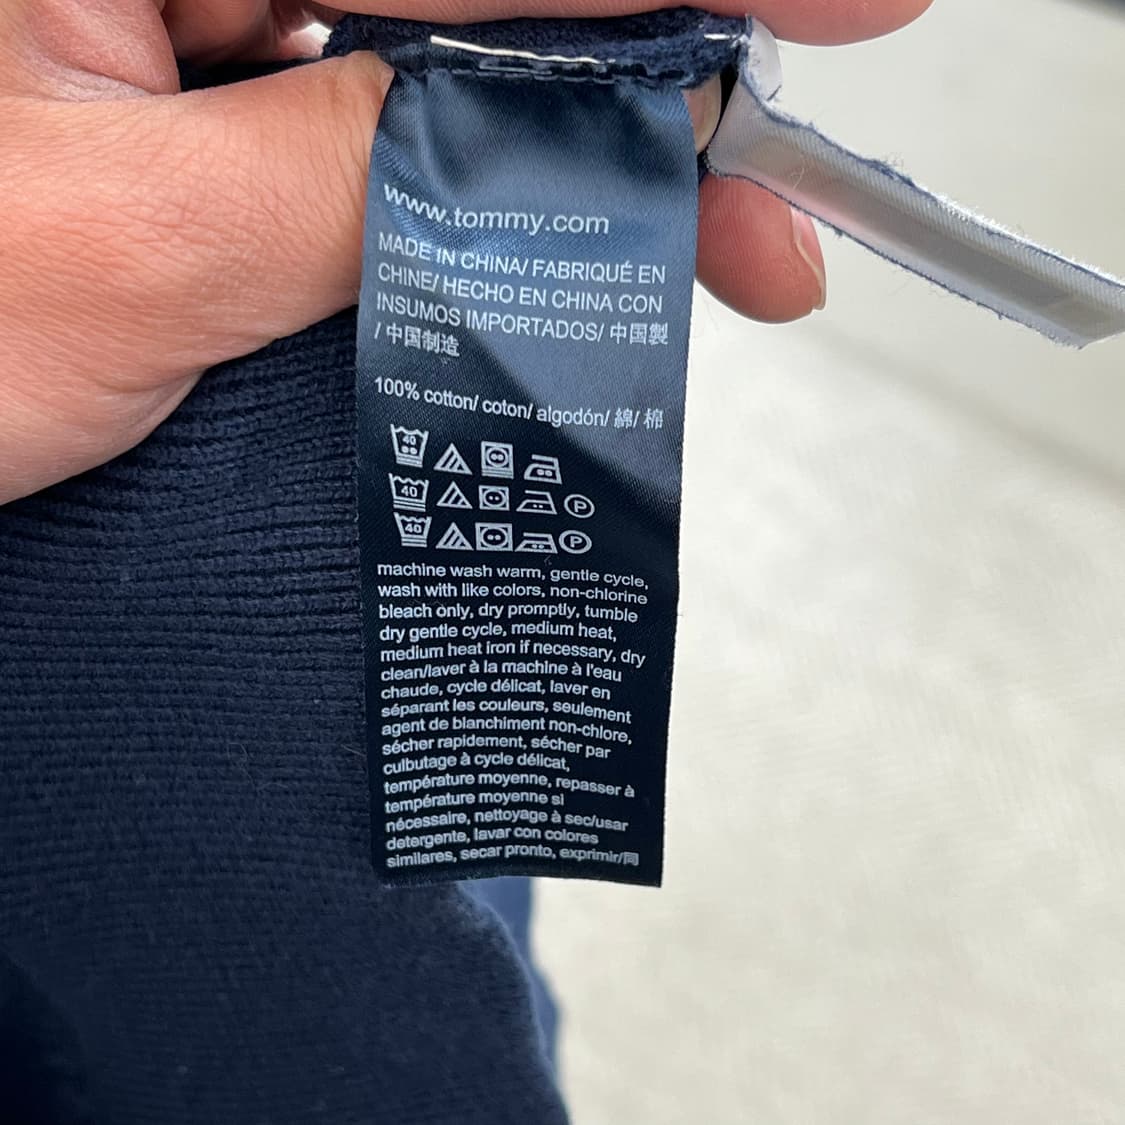 www.tommy.com
MADE IN CHINA/ FABRIQUÉ EN
CHINE/ HECHO EN CHINA CON
INSUMOS IMPORTADOS/ 中国製
/ 中国制造
100% cotton/ coton/ algodón/ 綿/ 棉
40
40 P
40 P
machine wash warm, gentle cycle,
wash with like colors, non-chlorine
bleach only, dry promptly, tumble
dry gentle cycle, medium heat,
medium heat iron if necessary, dry
clean/laver à la machine à l'eau
chaude, cycle délicat, laver en
séparant les couleurs, seulement
agent de blanchiment non-chlore,
sécher rapidement, sécher par
culbutage à cycle délicat,
température moyenne, repasser à
température moyenne si
nécessaire, nettoyage à sec/usar
detergente, lavar con colores
similares, secar pronto, exprimir/同